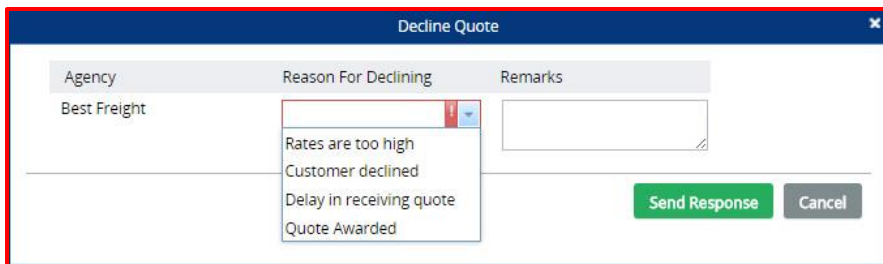 Decline Quote
Agency Reason For Declining Remarks
Best Freight
Rates are too high
Customer declined
Delay in receiving quote
Quote Awarded
Send Response Cancel